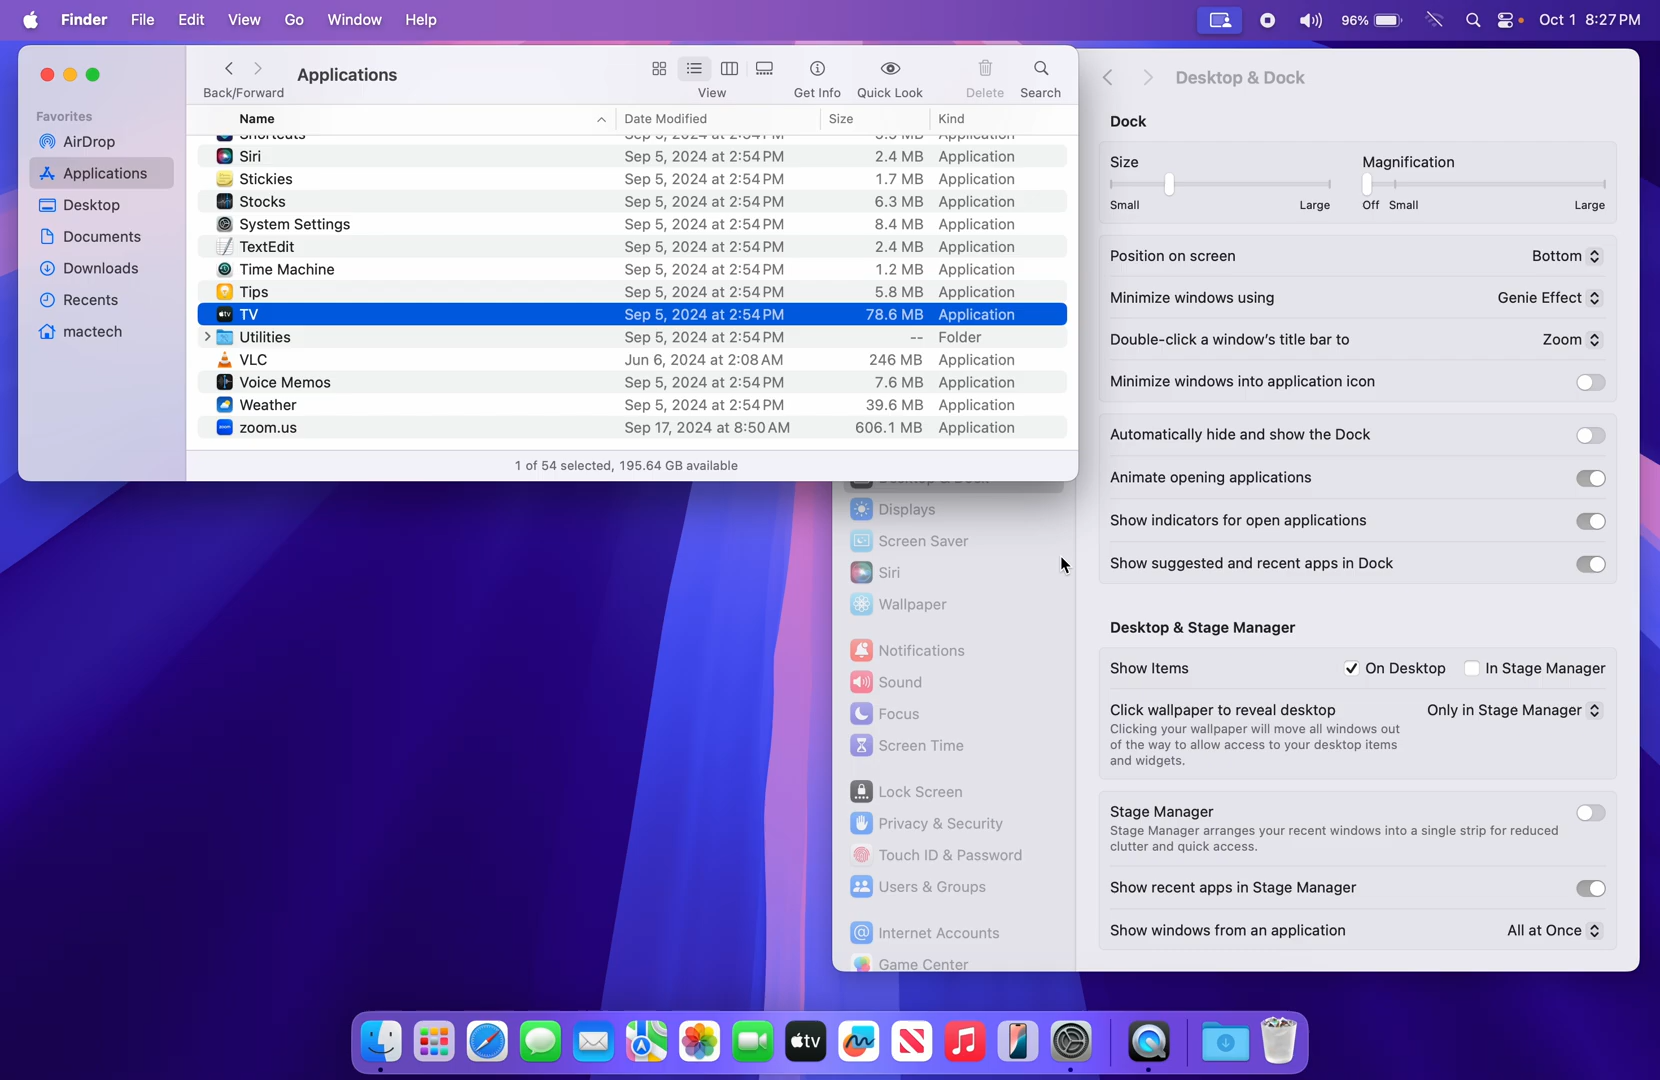 Finder File Edit View Go Window Help 96% Oct 1 8:27 PM
Applications
Back/Forward View Get Info Quick Look Delete Search
Favorites
AirDrop
Applications
Desktop
Documents
Downloads
Recents
mactech
Name Date Modified Size Kind
Siri Sep 5, 2024 at 2:54 PM 2.4 MB Application
Stickies Sep 5, 2024 at 2:54 PM 1.7 MB Application
Stocks Sep 5, 2024 at 2:54 PM 6.3 MB Application
System Settings Sep 5, 2024 at 2:54 PM 8.4 MB Application
TextEdit Sep 5, 2024 at 2:54 PM 2.4 MB Application
Time Machine Sep 5, 2024 at 2:54 PM 1.2 MB Application
Tips Sep 5, 2024 at 2:54 PM 5.8 MB Application
tv TV Sep 5, 2024 at 2:54 PM 78.6 MB Application
Utilities Sep 5, 2024 at 2:54 PM -- Folder
VLC Jun 6, 2024 at 2:08 AM 246 MB Application
Voice Memos Sep 5, 2024 at 2:54 PM 7.6 MB Application
Weather Sep 5, 2024 at 2:54 PM 39.6 MB Application
zoom.us Sep 17, 2024 at 8:50 AM 606.1 MB Application
1 of 54 selected, 195.64 GB available
Displays
Screen Saver
Siri
Wallpaper
Notifications
Sound
Focus
Screen Time
Lock Screen
Privacy & Security
Touch ID & Password
Users & Groups
Internet Accounts
Game Center
Desktop & Dock
Dock
Size Magnification
Small Large Off Small Large
Position on screen Bottom
Minimize windows using Genie Effect
Double-click a window's title bar to Zoom
Minimize windows into application icon
Automatically hide and show the Dock
Animate opening applications
Show indicators for open applications
Show suggested and recent apps in Dock
Desktop & Stage Manager
Show Items On Desktop In Stage Manager
Click wallpaper to reveal desktop Only in Stage Manager
Clicking your wallpaper will move all windows out
of the way to allow access to your desktop items
and widgets.
Stage Manager
Stage Manager arranges your recent windows into a single strip for reduced
clutter and quick access.
Show recent apps in Stage Manager
Show windows from an application All at Once
tv